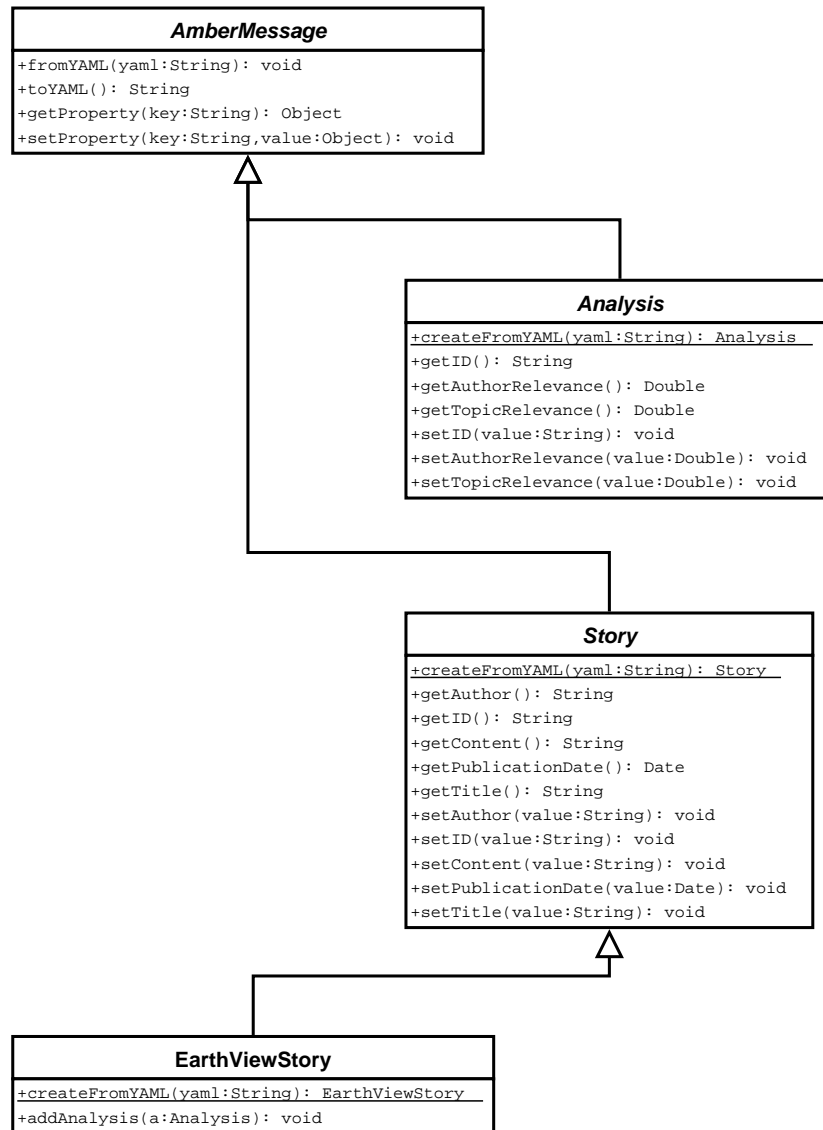 AmberMessage
+fromYAML(yaml:String): void
+toYAML(): String
+getProperty(key:String): Object
+setProperty(key:String,value:Object): void
Analysis
+createFromYAML(yaml:String): Analysis
+getID(): String
+getAuthorRelevance(): Double
+getTopicRelevance(): Double
+setID(value:String): void
+setAuthorRelevance(value:Double): void
+setTopicRelevance(value:Double): void
Story
+createFromYAML(yaml:String): Story
+getAuthor(): String
+getID(): String
+getContent(): String
+getPublicationDate(): Date
+getTitle(): String
+setAuthor(value:String): void
+setID(value:String): void
+setContent(value:String): void
+setPublicationDate(value:Date): void
+setTitle(value:String): void
EarthViewStory
+createFromYAML(yaml:String): EarthViewStory
+addAnalysis(a:Analysis): void